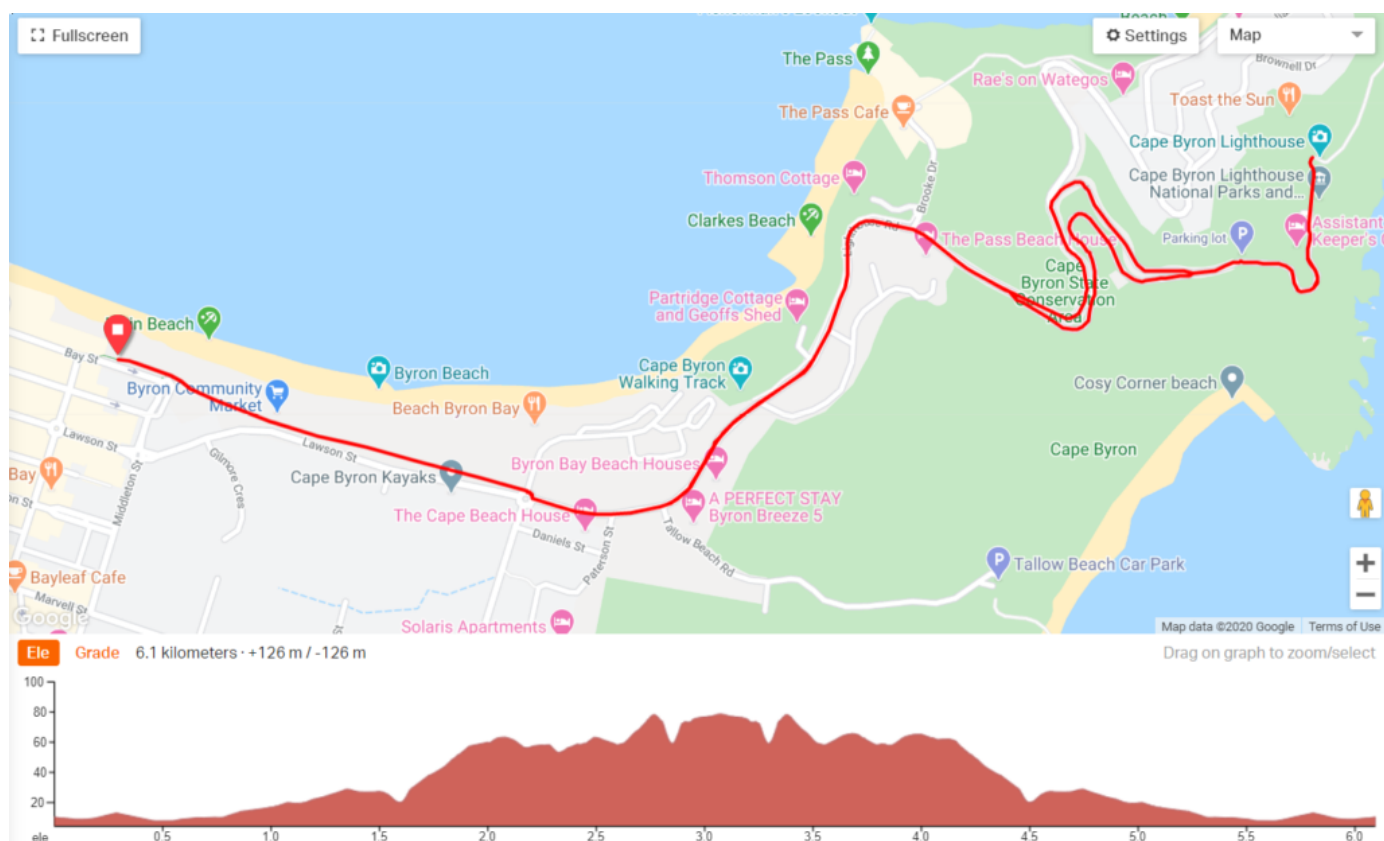 Fullscreen
Settings
Map
The Pass
Rae's on Wategos
Brownell Dr
The Pass Cafe
Toast the Sun
Brooke Dr
Cape Byron Lighthouse
Thomson Cottage
Cape Byron Lighthouse
National Parks and...
Clarkes Beach
The Pass Beach House
Parking lot
Assistant
Keeper's
Cape
Byron State
Conservation
Area
Partridge Cottage
and Geoffs Shed
Bay St
Byron Beach
Cape Byron
Walking Track
Cosy Corner beach
Byron Community
Market
Beach Byron Bay
Lawson St
Lawson St
Gilmore Cres
Middleton St
Bay
Cape Byron Kayaks
Byron Bay Beach Houses
Cape Byron
The Cape Beach House
A PERFECT STAY
Byron Breeze 5
Daniels St
Paterson St
Tallow Beach Rd
Tallow Beach Car Park
Bayleaf Cafe
Marvell St
Google
Solaris Apartments
Map data ©2020 Google
Terms of Use
Ele Grade 6.1 kilometers · +126 m / -126 m
Drag on graph to zoom/select
100
80
60
40
20
ele 0.5 1.0 1.5 2.0 2.5 3.0 3.5 4.0 4.5 5.0 5.5 6.0